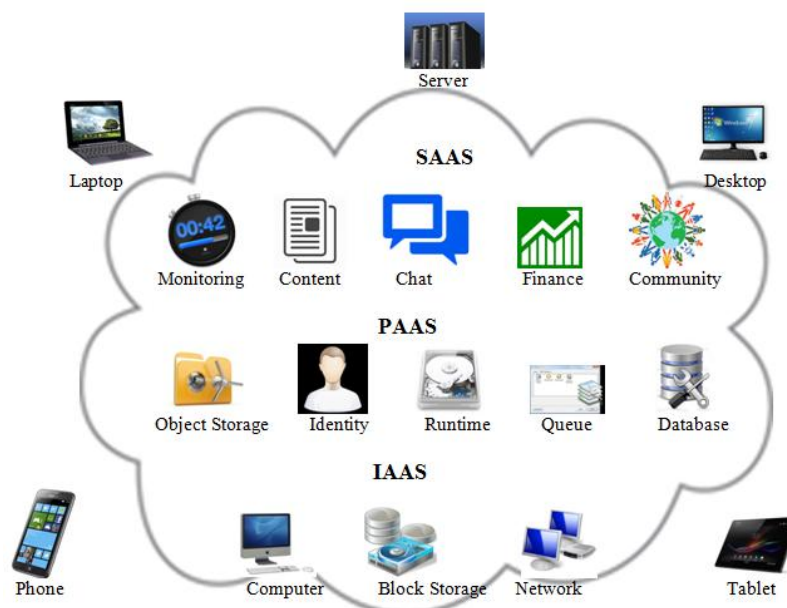 Server
SAAS
Laptop
Desktop
00:42
Monitoring
Content
Chat
Finance
Community
PAAS
Object Storage
Identity
Runtime
Queue
Database
IAAS
Phone
Computer
Block Storage
Network
Tablet